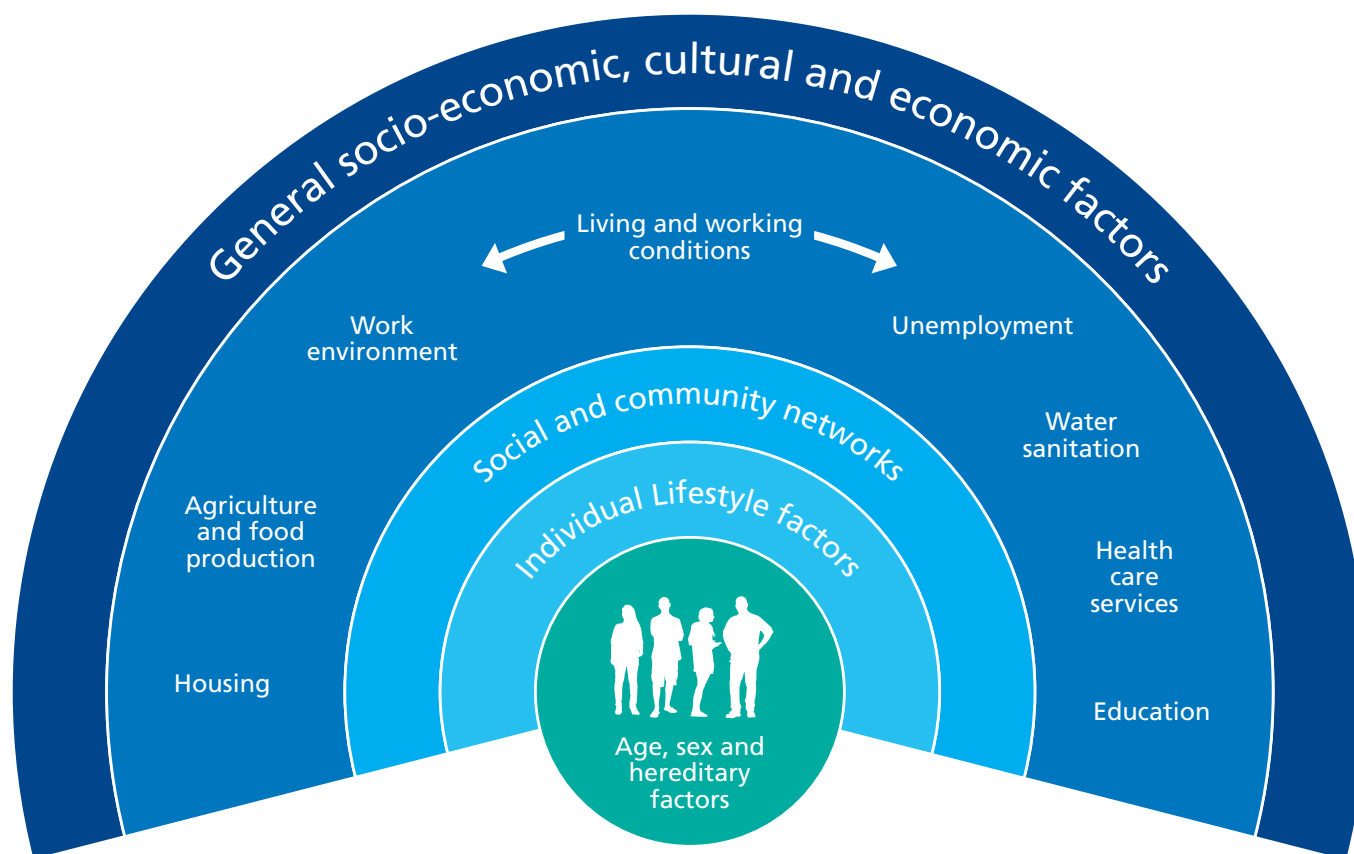 General socio-economic, cultural and economic factors
Living and working
conditions
Work
environment
Unemployment
Agriculture
and food
production
Water
sanitation
Housing
Health
care
services
Education
Social and community networks
Individual Lifestyle factors
Age, sex and
hereditary
factors